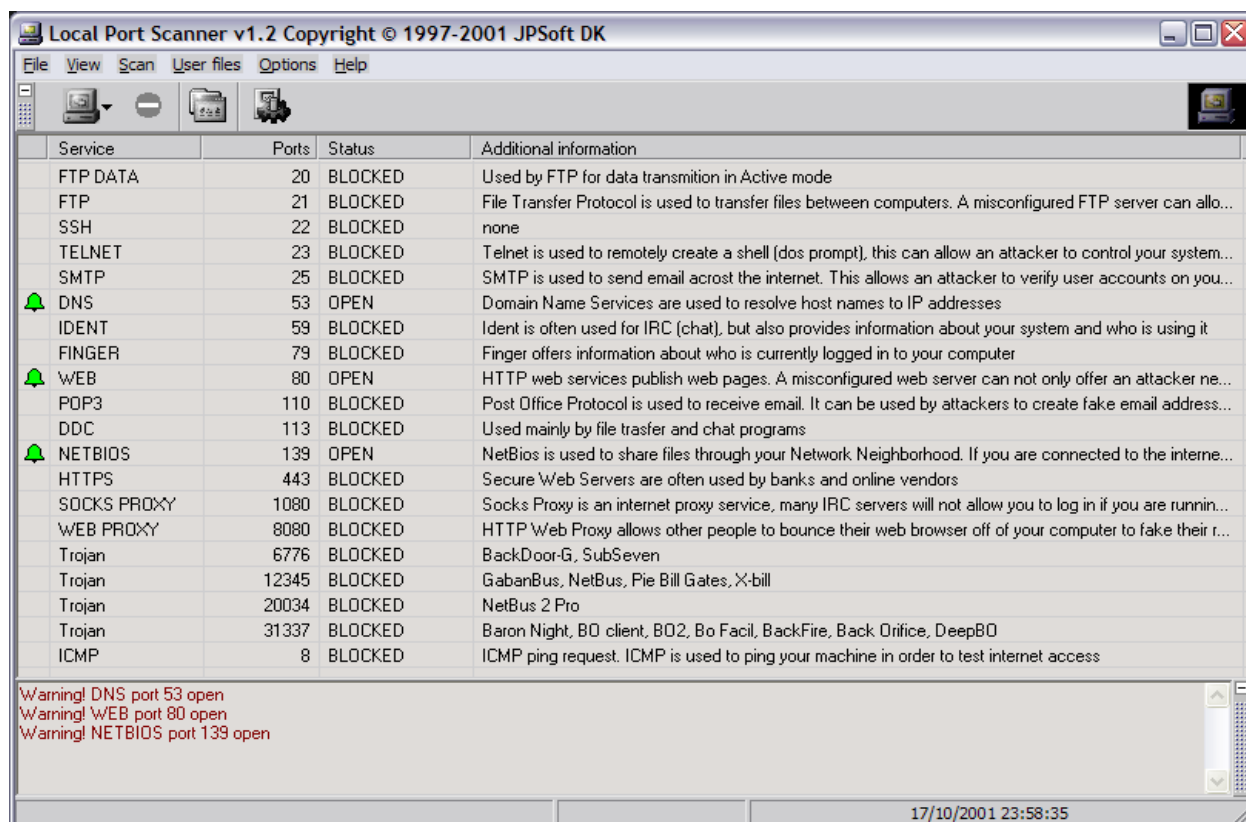 Local Port Scanner v1.2 Copyright © 1997-2001 JPSoft DK
File View Scan User files Options Help
Service Ports Status Additional information
FTP DATA 20 BLOCKED Used by FTP for data transmition in Active mode
FTP 21 BLOCKED File Transfer Protocol is used to transfer files between computers. A misconfigured FTP server can allo...
SSH 22 BLOCKED none
TELNET 23 BLOCKED Telnet is used to remotely create a shell (dos prompt), this can allow an attacker to control your system...
SMTP 25 BLOCKED SMTP is used to send email acrost the internet. This allows an attacker to verify user accounts on you...
DNS 53 OPEN Domain Name Services are used to resolve host names to IP addresses
IDENT 59 BLOCKED Ident is often used for IRC (chat), but also provides information about your system and who is using it
FINGER 79 BLOCKED Finger offers information about who is currently logged in to your computer
WEB 80 OPEN HTTP web services publish web pages. A misconfigured web server can not only offer an attacker ne...
POP3 110 BLOCKED Post Office Protocol is used to receive email. It can be used by attackers to create fake email address...
DDC 113 BLOCKED Used mainly by file trasfer and chat programs
NETBIOS 139 OPEN NetBios is used to share files through your Network Neighborhood. If you are connected to the interne...
HTTPS 443 BLOCKED Secure Web Servers are often used by banks and online vendors
SOCKS PROXY 1080 BLOCKED Socks Proxy is an internet proxy service, many IRC servers will not allow you to log in if you are runnin...
WEB PROXY 8080 BLOCKED HTTP Web Proxy allows other people to bounce their web browser off of your computer to fake their r...
Trojan 6776 BLOCKED BackDoor-G, SubSeven
Trojan 12345 BLOCKED GabanBus, NetBus, Pie Bill Gates, X-bill
Trojan 20034 BLOCKED NetBus 2 Pro
Trojan 31337 BLOCKED Baron Night, BO client, BO2, Bo Facil, BackFire, Back Orifice, DeepBO
ICMP 8 BLOCKED ICMP ping request. ICMP is used to ping your machine in order to test internet access
Warning! DNS port 53 open
Warning! WEB port 80 open
Warning! NETBIOS port 139 open
17/10/2001 23:58:35